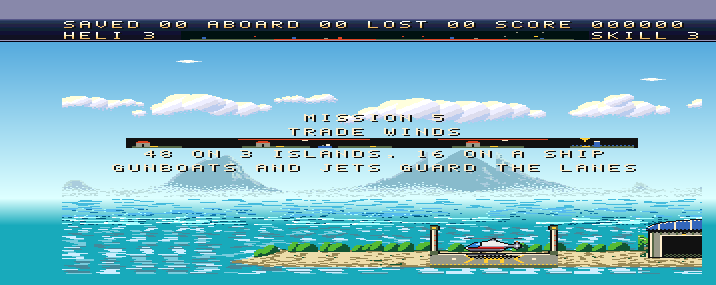 SAVED 00 ABOARD 00 LOST 00 SCORE 000000
HELI 3 SKILL 3
MISSION 5
TRADE WINDS
48 ON 3 ISLANDS. 16 ON A SHIP
GUNBOATS AND JETS GUARD THE LANES